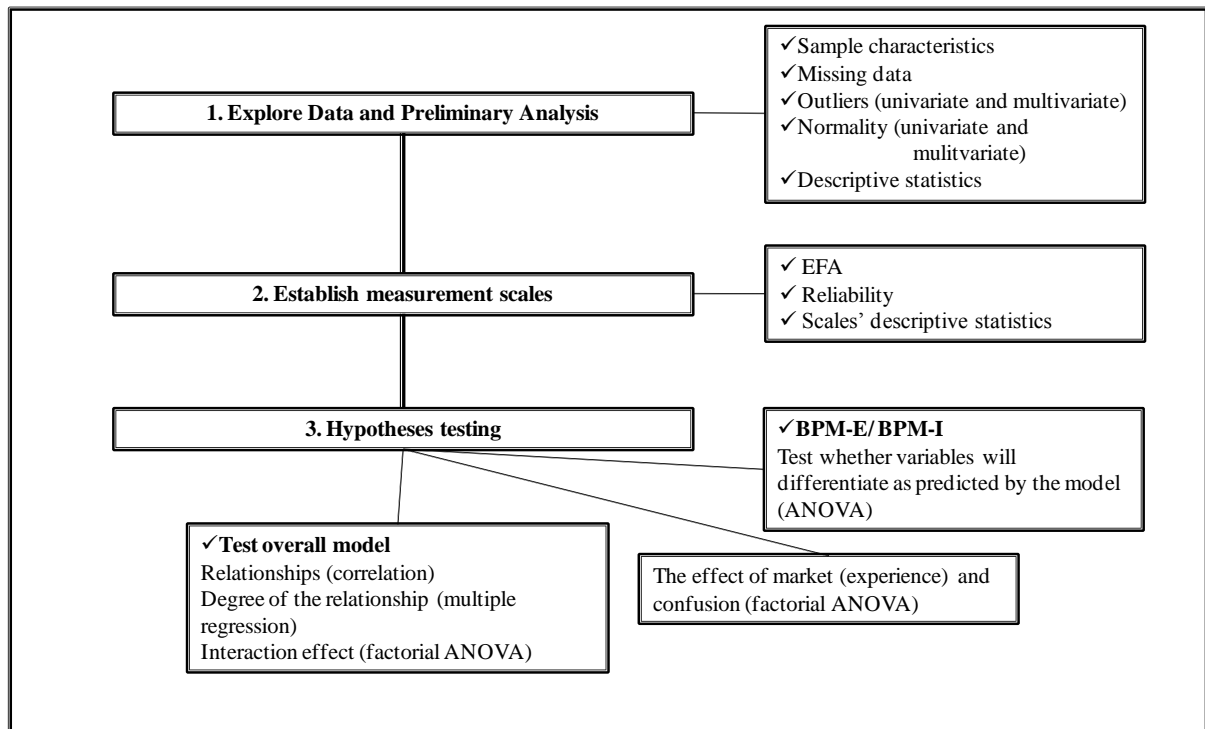 1. Explore Data and Preliminary Analysis
✓Sample characteristics
✓Missing data
✓Outliers (univariate and multivariate)
✓Normality (univariate and
mulitvariate)
✓Descriptive statistics
2. Establish measurement scales
✓ EFA
✓ Reliability
✓ Scales’ descriptive statistics
3. Hypotheses testing
✓BPM-E/ BPM-I
Test whether variables will
differentiate as predicted by the model
(ANOVA)
✓Test overall model
Relationships (correlation)
Degree of the relationship (multiple
regression)
Interaction effect (factorial ANOVA)
The effect of market (experience) and
confusion (factorial ANOVA)